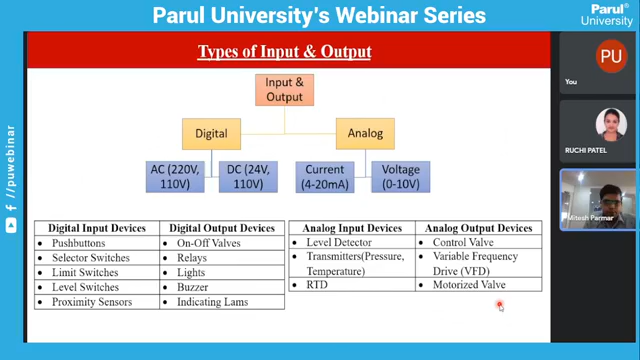 Parul University's Webinar Series
Parul®
University
Types of Input & Output
Input &
Output
Digital
Analog
AC (220V,
110V)
DC (24V,
110V)
Current
(4-20mA)
Voltage
(0-10V)
Digital Input Devices
Digital Output Devices
• Pushbuttons
• On-Off Valves
• Selector Switches
• Relays
• Limit Switches
• Lights
• Level Switches
• Buzzer
• Proximity Sensors
• Indicating Lams
Analog Input Devices
Analog Output Devices
• Level Detector
• Control Valve
• Transmitters(Pressure,
Temperature)
• Variable Frequency
Drive (VFD)
• RTD
• Motorized Valve
PU
You
RUCHI PATEL
Mitesh Parmar
f //puwebinar